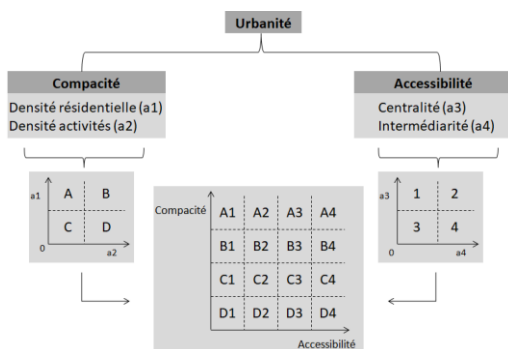 Urbanité
Compacité
Densité résidentielle (a1)
Densité activités (a2)
Accessibilité
Centralité (a3)
Intermédiarité (a4)
a1
A B
C D
0
a2
Compacité
A1 A2 A3 A4
B1 B2 B3 B4
C1 C2 C3 C4
D1 D2 D3 D4
Accessibilité
a3
1 2
3 4
0
a4